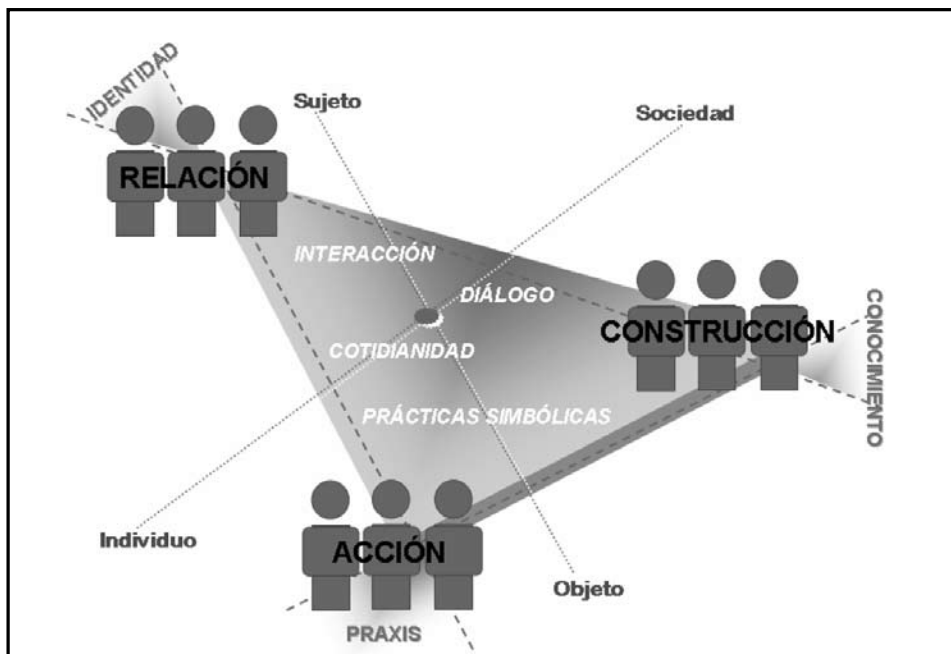 IDENTIDAD
Sujeto
Sociedad
RELACIÓN
INTERACCIÓN
DIÁLOGO
CONSTRUCCIÓN
CONOCIMIENTO
COTIDIANIDAD
PRÁCTICAS SIMBÓLICAS
Individuo
ACCIÓN
Objeto
PRAXIS